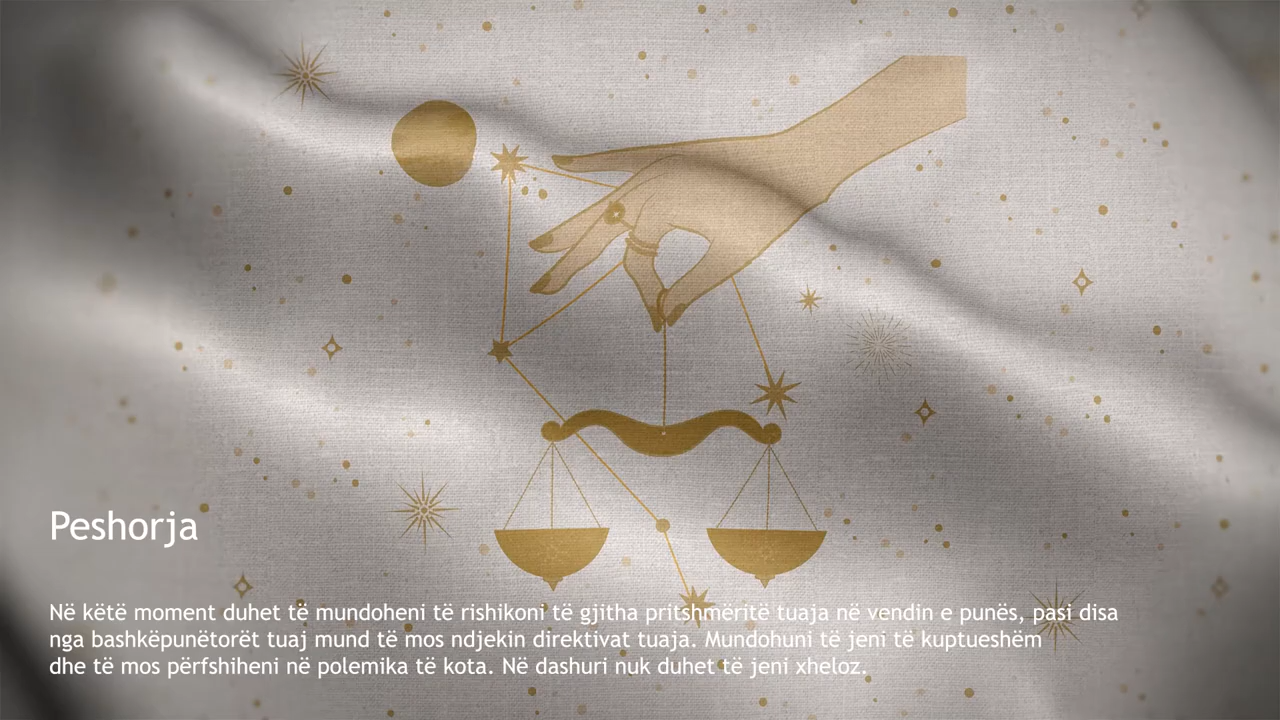 Peshorja
Në këtë moment duhet të mundoheni të rishikoni të gjitha pritshmëritë tuaja në vendin e punës, pasi disa
nga bashkëpunëtorët tuaj mund të mos ndjekin direktivat tuaja. Mundohuni të jeni të kuptueshëm
dhe të mos përfshiheni në polemika të kota. Në dashuri nuk duhet të jeni xheloz.